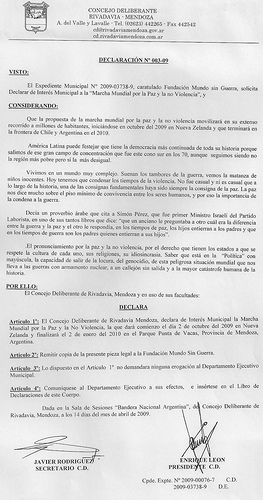 CONCEJO DELIBERANTE
RIVADAVIA - MENDOZA
A. del Valle y Lavalle - Tel. (02623) 442265 - Fax 442542
cd@rivadaviamendoza.gov.ar
cd.rivadaviamendoza.com.ar
DECLARACIÓN Nº 003-09
VISTO:
El Expediente Municipal Nº 2009-03738-9, caratulado Fundación Mundo sin Guerra, solicita
Declarar de Interés Municipal a la "Marcha Mundial por la Paz y la No Violencia", y
CONSIDERANDO:
Que la propuesta de la marcha mundial por la paz y la no violencia movilizará en su extenso
recorrido a millones de habitantes, iniciándose en octubre del 2009 en Nueva Zelanda y que terminará en
la frontera de Chile y Argentina en el 2010.
América Latina puede festejar que tiene la democracia más continuada de toda su historia porque
salimos de ese gran campo de concentración que fue este cono sur en los 70, aunque seguimos siendo no
la región más pobre pero si la más desigual.
Vivimos en un mundo muy complejo. Suenan los tambores de la guerra, vemos la matanza de
niños inocentes. Hoy tenemos que condenar los tiempos de la violencia. No fue casual y ni es casual que a
lo largo de la historia, una de las consignas fundamentales haya sido siempre la consigna de la paz. La paz
nos dice mucho sobre el piso mínimo de convivencia entre los seres humanos, y por eso la importancia de
la condena a la guerra.
Decía un proverbio árabe que cita a Simón Pérez, que fue primer Ministro Israelí del Partido
Laborista, en uno de sus tantos libros que dice: "que un anciano le preguntaba a otro cuál era la diferencia
entre la guerra y la paz y el otro le respondía, en los tiempos de paz, los hijos entierran a los padres y que
en los tiempos de guerra son los padres quienes entierran a sus hijos".
El pronunciamiento por la paz y la no violencia, por el derecho que tienen los estados a que se
respete la cultura de cada uno, sus religiones, su idiosincrasia. Saber que está en la "Política" con
mayúscula, la capacidad de salir de la locura, del genocidio, de esta peligrosa situación mundial que nos
lleva a las guerras con armamento nuclear, a un callejón sin salida y a la mayor catástrofe humana de la
historia.
POR ELLO:
El Concejo Deliberante de Rivadavia, Mendoza y en uso de sus facultades:
DECLARA
Artículo 1º: El Concejo Deliberante de Rivadavia Mendoza, declara de Interés Municipal la Marcha
Mundial por la Paz y la No Violencia, la que dará comienzo el día 2 de octubre del 2009 en Nueva
Zelanda y finalizará el 2 de enero del 2010 en el Parque Punta de Vacas, Provincia de Mendoza,
Argentina.
Artículo 2º: Remitir copia de la presente pieza legal a la Fundación Mundo Sin Guerra.
Artículo 3º: Lo dispuesto en el Artículo 1º no demandará ninguna erogación al Departamento Ejecutivo
Municipal.
Artículo 4º: Comuníquese al Departamento Ejecutivo a sus efectos, e insértese en el Libro de
Declaraciones de este Cuerpo.
Dada en la Sala de Sesiones "Bandera Nacional Argentina", del Concejo Deliberante de
Rivadavia, Mendoza, a los 14 días del mes de abril de 2009.
JAVIER RODRIGUEZ
SECRETARIO C.D.
ENRIQUE LEON
PRESIDENTE C.D.
Cpde. Expte. Nº 2009-00076-7 C.D.
2009-03738-9 D.E.